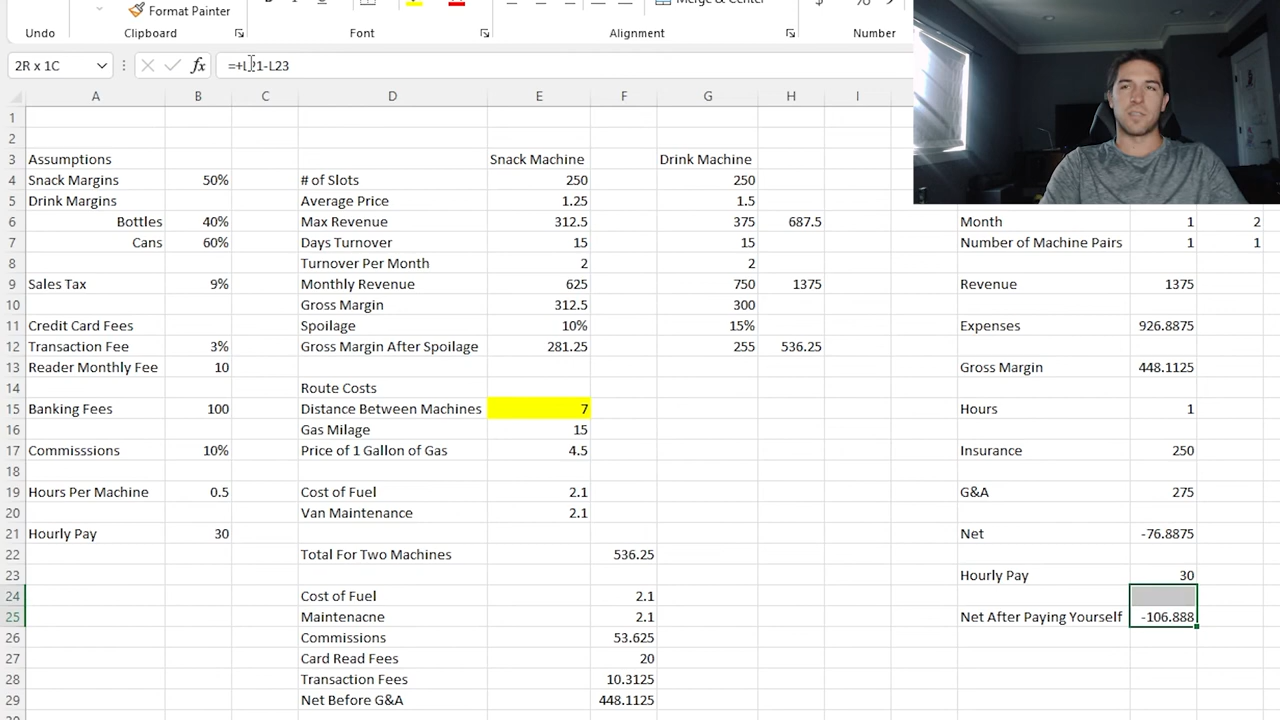 Format Painter
Merge & Center
Undo Clipboard Font Alignment Number
2R x 1C fx =+L21-L23
A B C D E F G H I
1
2
3 Assumptions Snack Machine Drink Machine
4 Snack Margins 50% # of Slots 250 250
5 Drink Margins Average Price 1.25 1.5
6 Bottles 40% Max Revenue 312.5 375 687.5 Month 1 2
7 Cans 60% Days Turnover 15 15 Number of Machine Pairs 1 1
8 Turnover Per Month 2 2
9 Sales Tax 9% Monthly Revenue 625 750 1375 Revenue 1375
10 Gross Margin 312.5 300
11 Credit Card Fees Spoilage 10% 15% Expenses 926.8875
12 Transaction Fee 3% Gross Margin After Spoilage 281.25 255 536.25
13 Reader Monthly Fee 10 Gross Margin 448.1125
14 Route Costs
15 Banking Fees 100 Distance Between Machines 7 Hours 1
16 Gas Milage 15
17 Commisssions 10% Price of 1 Gallon of Gas 4.5 Insurance 250
18
19 Hours Per Machine 0.5 Cost of Fuel 2.1 G&A 275
20 Van Maintenance 2.1
21 Hourly Pay 30 Net -76.8875
22 Total For Two Machines 536.25
23 Hourly Pay 30
24 Cost of Fuel 2.1
25 Maintenacne 2.1 Net After Paying Yourself -106.888
26 Commissions 53.625
27 Card Read Fees 20
28 Transaction Fees 10.3125
29 Net Before G&A 448.1125